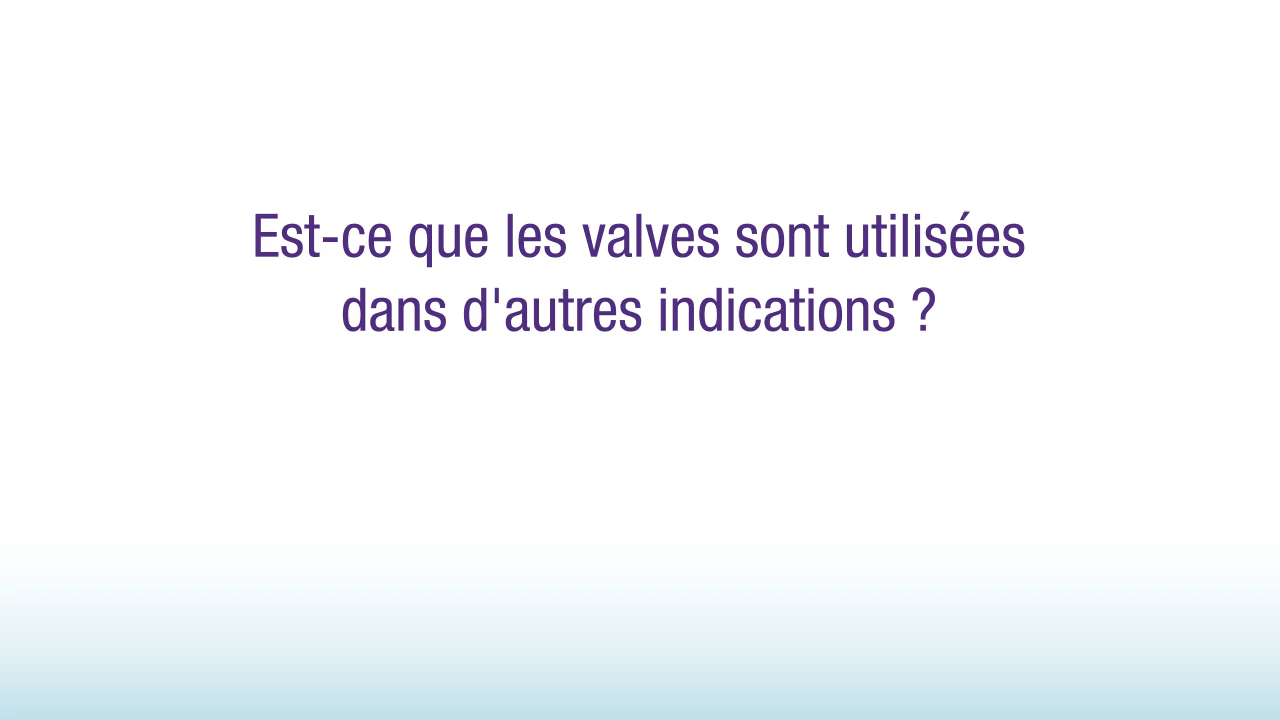 Est-ce que les valves sont utilisées
dans d'autres indications ?